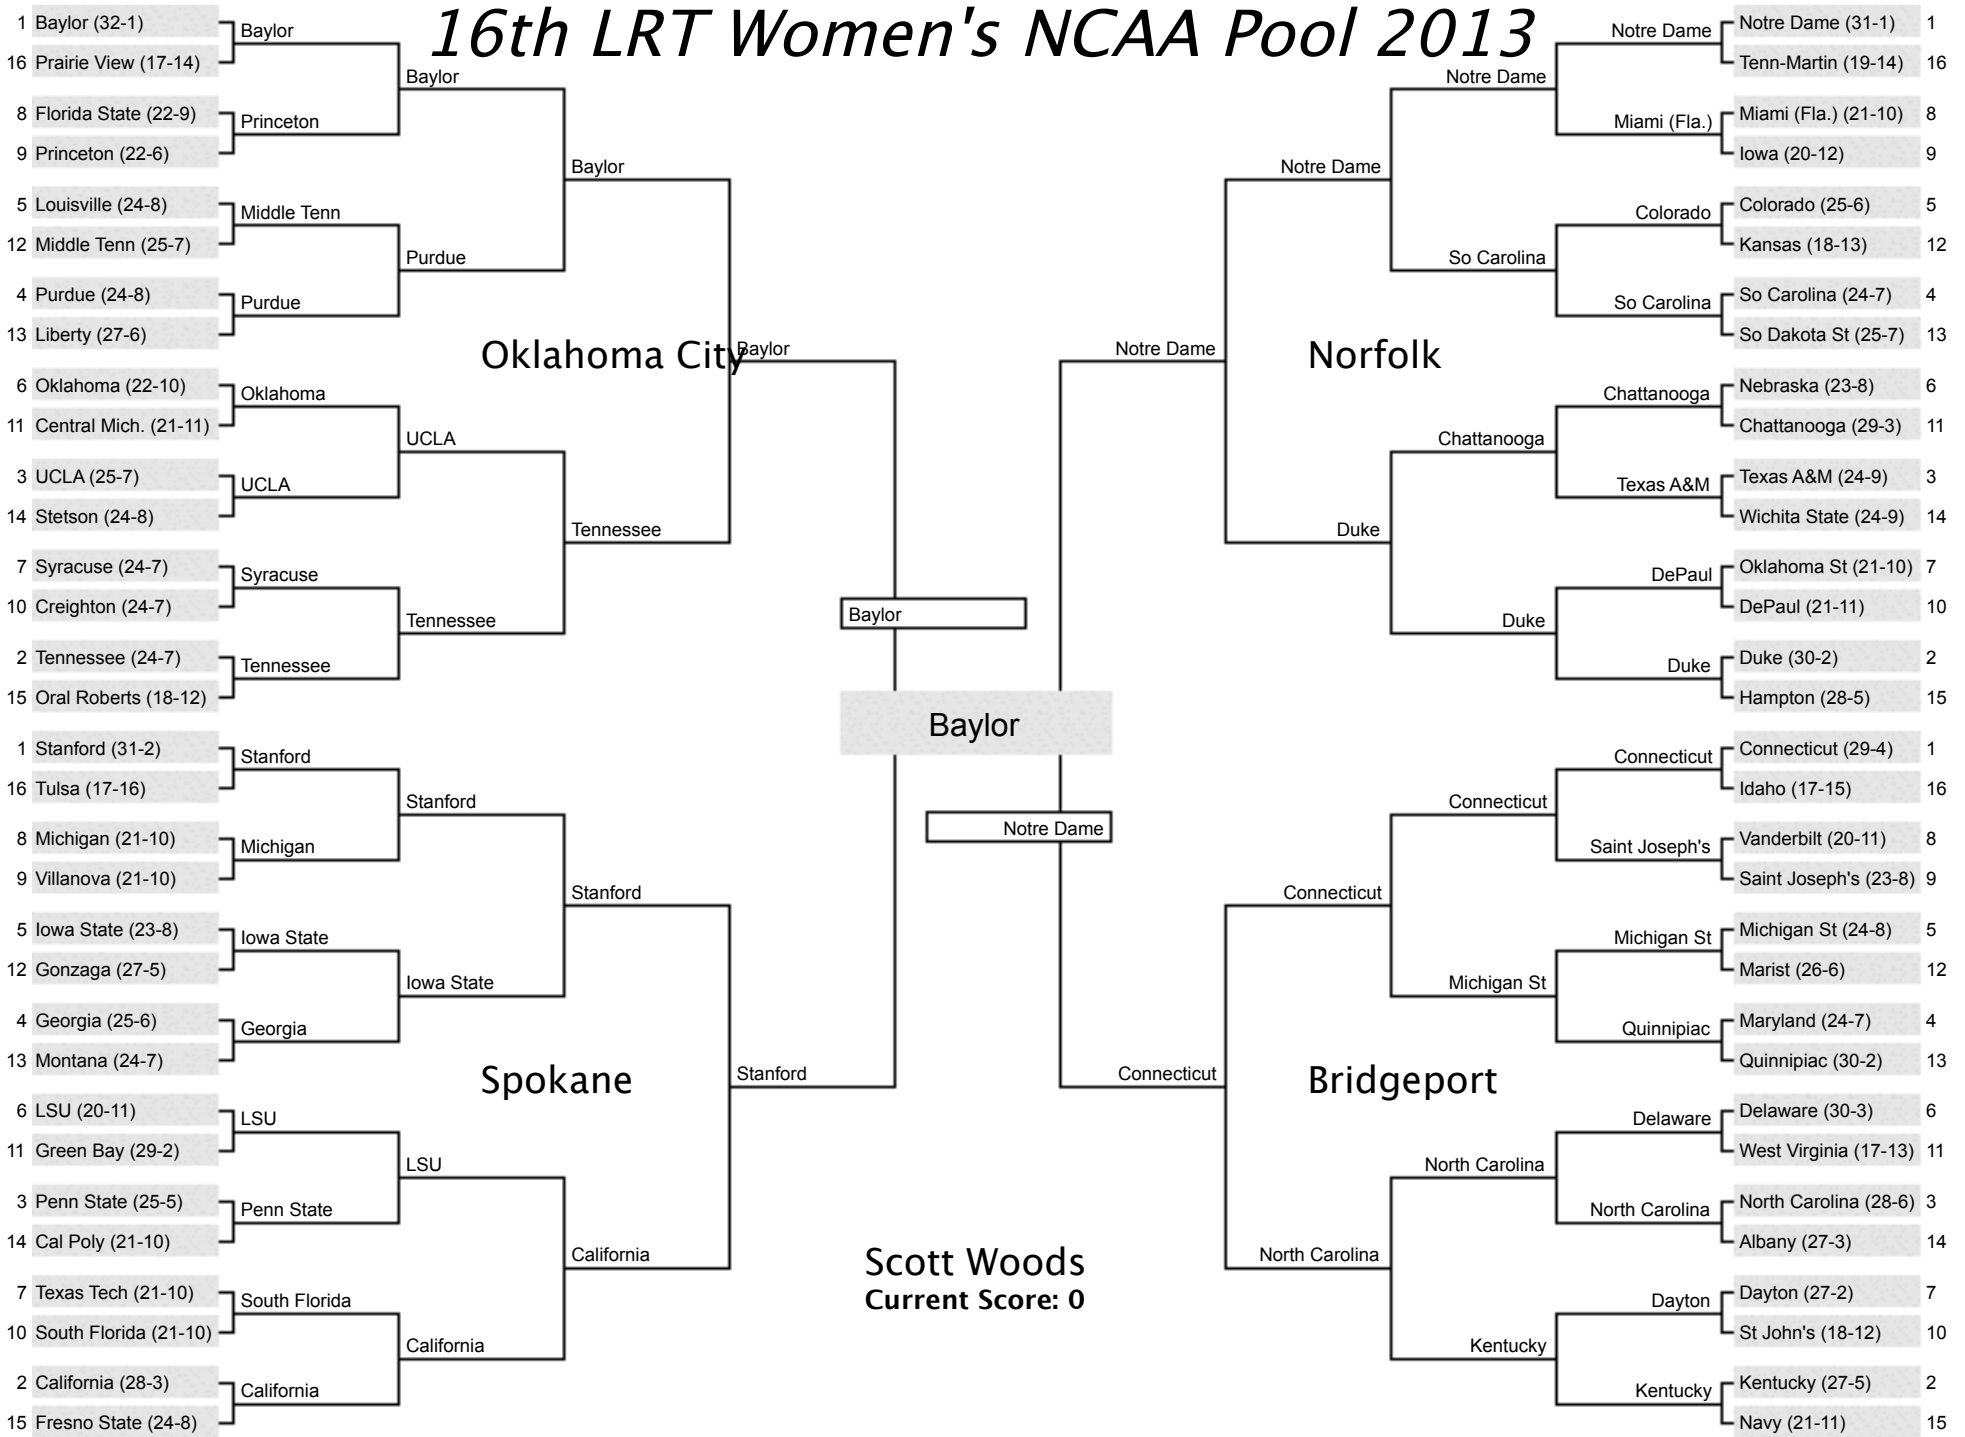 16th LRT Women's NCAA Pool 2013
1 Baylor (32-1)
16 Prairie View (17-14)
8 Florida State (22-9)
9 Princeton (22-6)
5 Louisville (24-8)
12 Middle Tenn (25-7)
4 Purdue (24-8)
13 Liberty (27-6)
6 Oklahoma (22-10)
11 Central Mich. (21-11)
3 UCLA (25-7)
14 Stetson (24-8)
7 Syracuse (24-7)
10 Creighton (24-7)
2 Tennessee (24-7)
15 Oral Roberts (18-12)
1 Stanford (31-2)
16 Tulsa (17-16)
8 Michigan (21-10)
9 Villanova (21-10)
5 Iowa State (23-8)
12 Gonzaga (27-5)
4 Georgia (25-6)
13 Montana (24-7)
6 LSU (20-11)
11 Green Bay (29-2)
3 Penn State (25-5)
14 Cal Poly (21-10)
7 Texas Tech (21-10)
10 South Florida (21-10)
2 California (28-3)
15 Fresno State (24-8)
Baylor
Princeton
Middle Tenn
Purdue
Oklahoma
UCLA
Syracuse
Tennessee
Stanford
Michigan
Iowa State
Georgia
LSU
Penn State
South Florida
California
Baylor
Purdue
UCLA
Tennessee
Stanford
Iowa State
LSU
California
Baylor
Tennessee
Stanford
California
Oklahoma City
Spokane
Baylor
Stanford
Baylor
Baylor
Notre Dame
Scott Woods
Current Score: 0
Notre Dame
Connecticut
Norfolk
Bridgeport
Notre Dame
Duke
Connecticut
North Carolina
Notre Dame
So Carolina
Chattanooga
Duke
Connecticut
Michigan St
North Carolina
Kentucky
Notre Dame
Miami (Fla.)
Colorado
So Carolina
Chattanooga
Texas A&M
DePaul
Duke
Connecticut
Saint Joseph's
Michigan St
Quinnipiac
Delaware
North Carolina
Dayton
Kentucky
Notre Dame (31-1) 1
Tenn-Martin (19-14) 16
Miami (Fla.) (21-10) 8
Iowa (20-12) 9
Colorado (25-6) 5
Kansas (18-13) 12
So Carolina (24-7) 4
So Dakota St (25-7) 13
Nebraska (23-8) 6
Chattanooga (29-3) 11
Texas A&M (24-9) 3
Wichita State (24-9) 14
Oklahoma St (21-10) 7
DePaul (21-11) 10
Duke (30-2) 2
Hampton (28-5) 15
Connecticut (29-4) 1
Idaho (17-15) 16
Vanderbilt (20-11) 8
Saint Joseph's (23-8) 9
Michigan St (24-8) 5
Marist (26-6) 12
Maryland (24-7) 4
Quinnipiac (30-2) 13
Delaware (30-3) 6
West Virginia (17-13) 11
North Carolina (28-6) 3
Albany (27-3) 14
Dayton (27-2) 7
St John's (18-12) 10
Kentucky (27-5) 2
Navy (21-11) 15